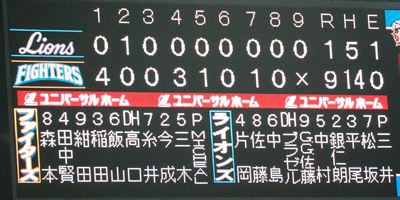 1 2 3 4 5 6 7 8 9 R H E
Lions 0 1 0 0 0 0 0 0 0 1 5 1
FIGHTERS 4 0 0 3 1 0 1 0 × 9 14 0
ユニバーサルホーム ユニバーサルホーム ユニバーサルホーム
ファイターズ
8 森本
4 田中賢
9 紺田
3 稲田
6 飯山
DH 高口
7 糸井
2 今成
5 三木
P MICHEAL
ライオンズ
4 片岡
8 佐藤
6 中島
DH ブラゼル
9 G.G.佐藤
5 中村
2 銀仁朗
3 平尾
7 松坂
P 三井